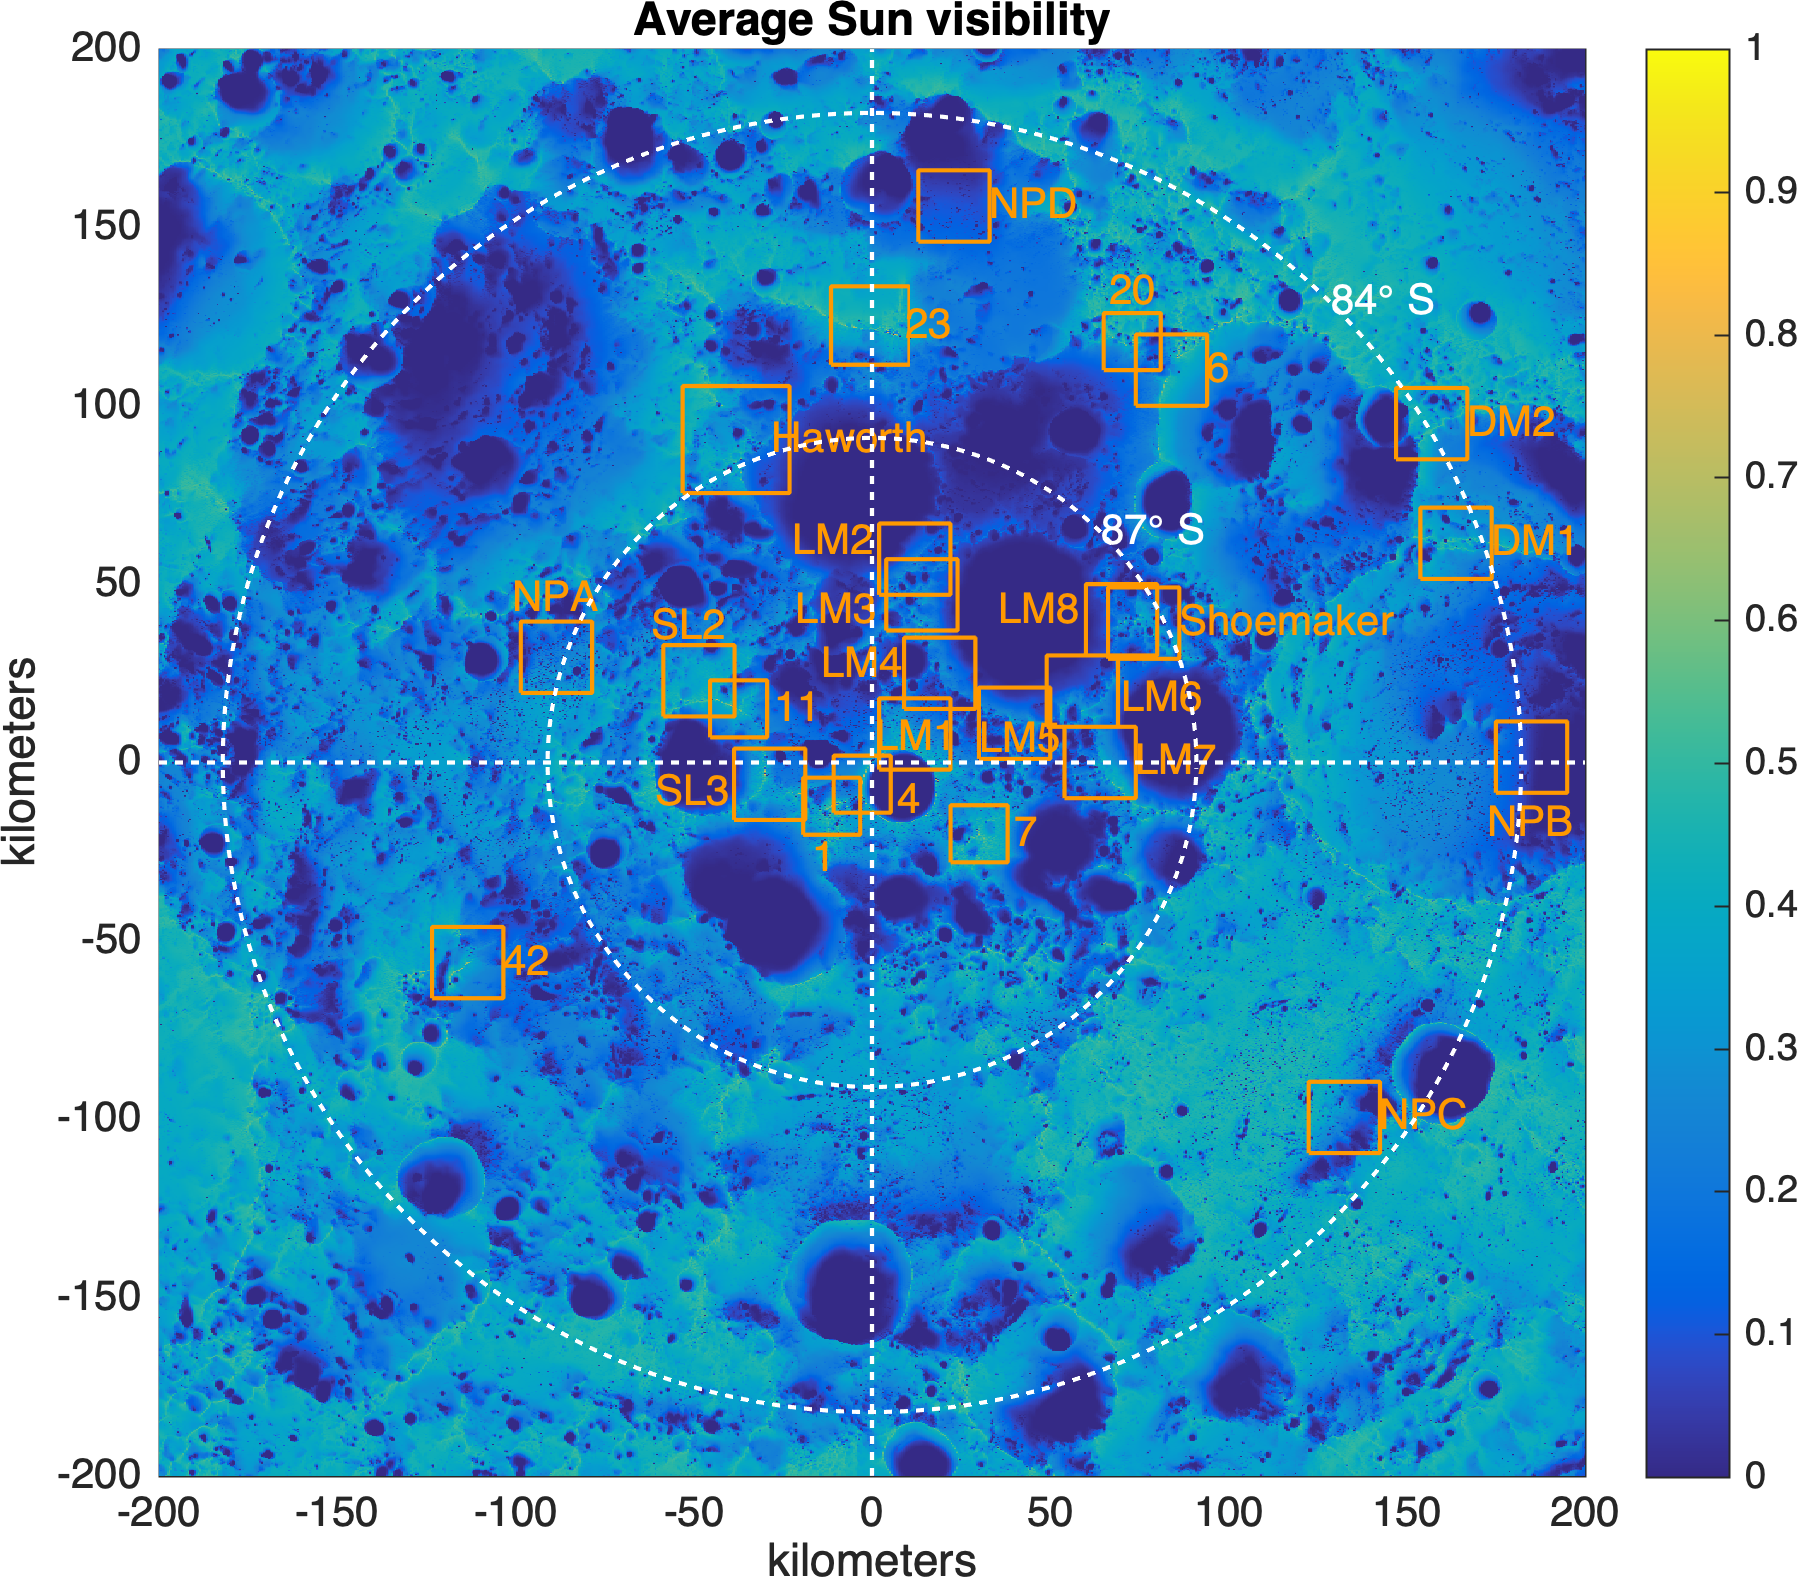 Average Sun visibility
200
150
100
50
0
-50
-100
-150
-200
kilometers
-200
-150
-100
-50
0
50
100
150
200
kilometers
1
0.9
0.8
0.7
0.6
0.5
0.4
0.3
0.2
0.1
0
NPD
20
84° S
23
6
DM2
Haworth
87° S
LM2
DM1
NPA
SL2
LM3
LM8
Shoemaker
LM4
11
LM6
LM1
LM5
LM7
SL3
4
NPB
7
1
42
NPC